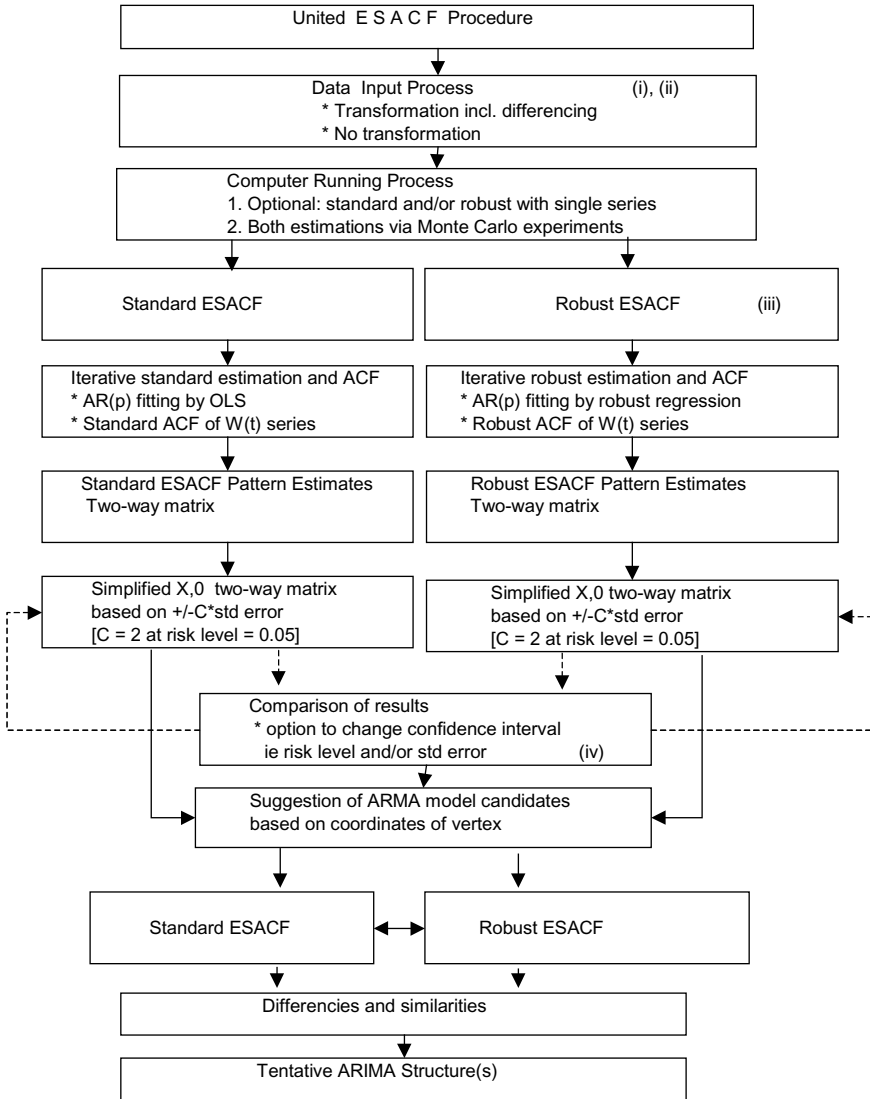 United E S A C F Procedure
Data Input Process (i), (ii)
* Transformation incl. differencing
* No transformation
Computer Running Process
1. Optional: standard and/or robust with single series
2. Both estimations via Monte Carlo experiments
Standard ESACF
Robust ESACF (iii)
Iterative standard estimation and ACF
* AR(p) fitting by OLS
* Standard ACF of W(t) series
Iterative robust estimation and ACF
* AR(p) fitting by robust regression
* Robust ACF of W(t) series
Standard ESACF Pattern Estimates
Two-way matrix
Robust ESACF Pattern Estimates
Two-way matrix
Simplified X,0 two-way matrix
based on +/-C*std error
[C = 2 at risk level = 0.05]
Simplified X,0 two-way matrix
based on +/-C*std error
[C = 2 at risk level = 0.05]
Comparison of results
* option to change confidence interval
ie risk level and/or std error (iv)
Suggestion of ARMA model candidates
based on coordinates of vertex
Standard ESACF
Robust ESACF
Differencies and similarities
Tentative ARIMA Structure(s)